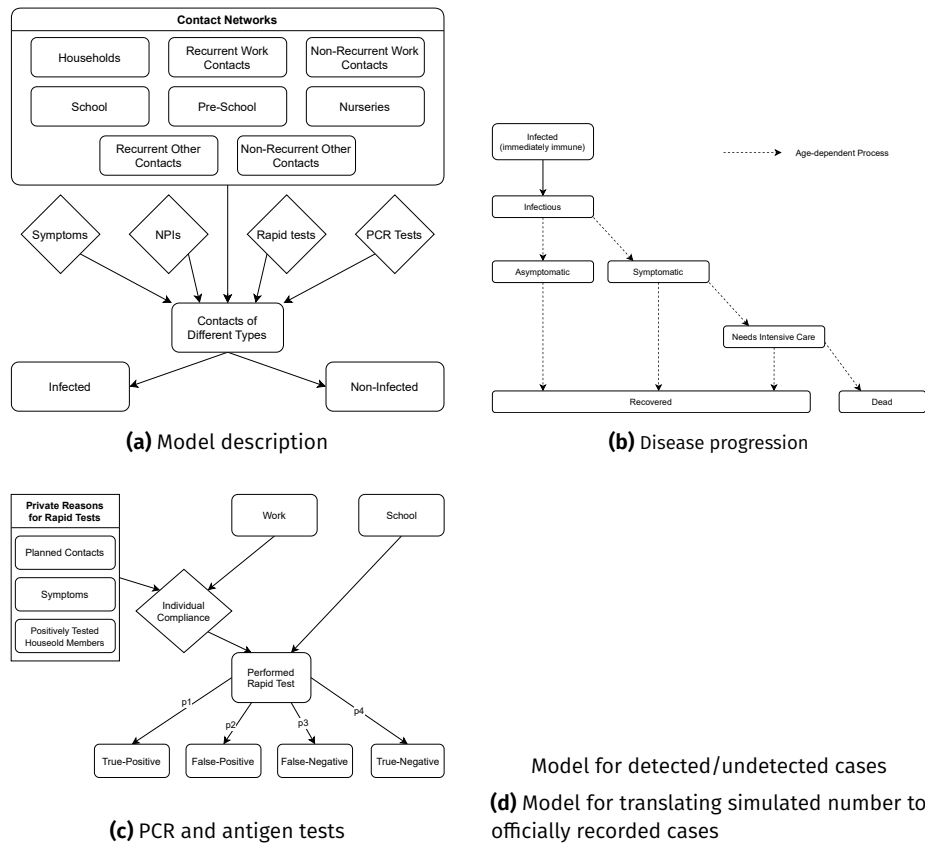 Contact Networks
Households
Recurrent Work
Contacts
Non-Recurrent Work
Contacts
School
Pre-School
Nurseries
Recurrent Other
Contacts
Non-Recurrent Other
Contacts
Symptoms
NPIs
Rapid tests
PCR Tests
Contacts of
Different Types
Infected
Non-Infected
(a) Model description
Infected
(immediately immune)
Age-dependent Process
Infectious
Asymptomatic
Symptomatic
Needs Intensive Care
Recovered
Dead
(b) Disease progression
Private Reasons
for Rapid Tests
Planned Contacts
Symptoms
Positively Tested
Houseold Members
Work
School
Individual
Compliance
Performed
Rapid Test
p1
p2
p3
p4
True-Positive
False-Positive
False-Negative
True-Negative
(c) PCR and antigen tests
Model for detected/undetected cases
(d) Model for translating simulated number to
officially recorded cases